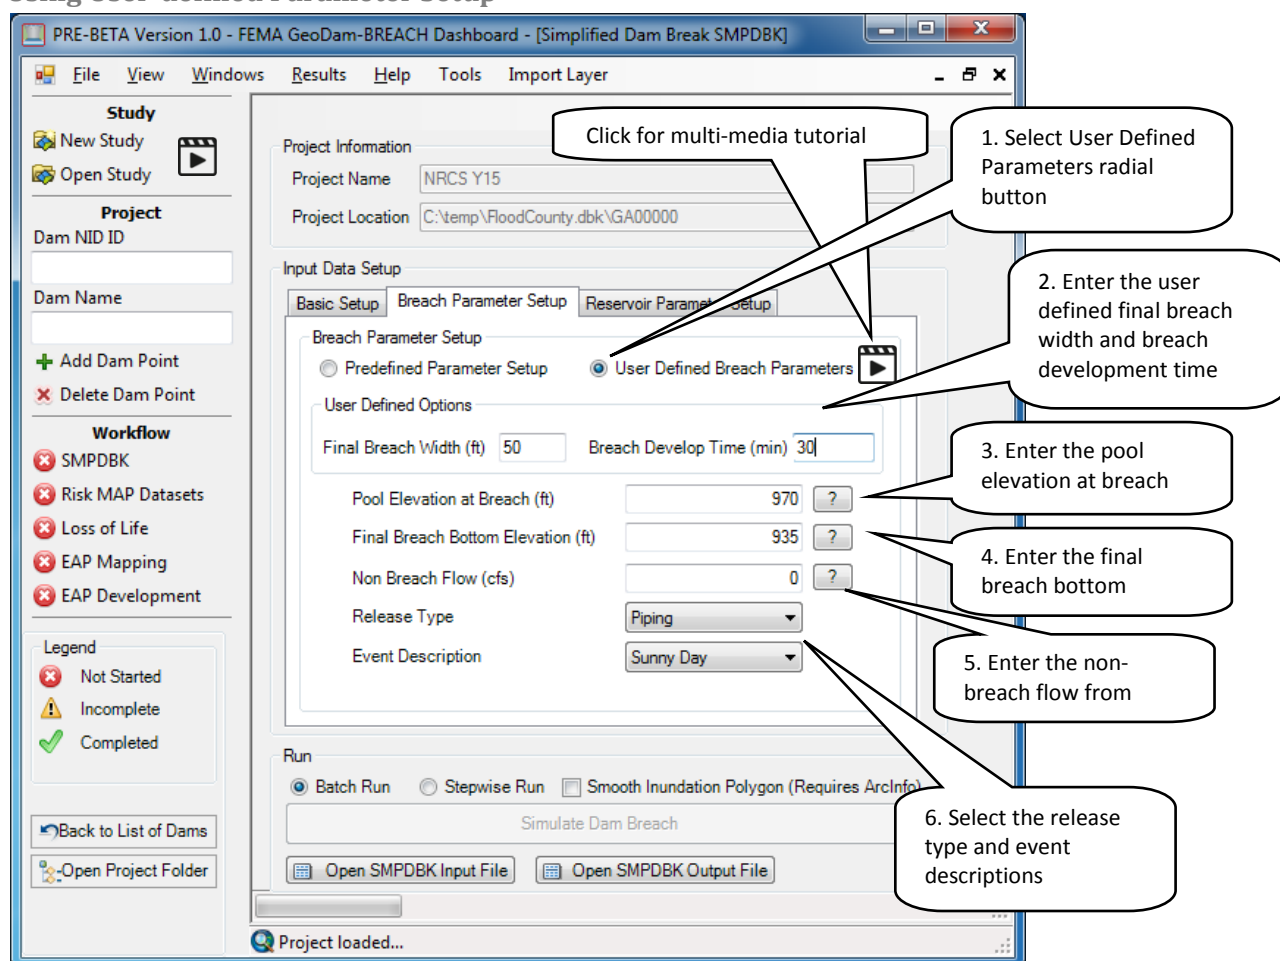 Using User-defined Parameter Setup
PRE-BETA Version 1.0 - FEMA GeoDam-BREACH Dashboard - [Simplified Dam Break SMPDBK]
File View Windows Results Help Tools Import Layer
Study
New Study
Open Study
Project
Dam NID ID
Dam Name
Add Dam Point
Delete Dam Point
Workflow
SMPDBK
Risk MAP Datasets
Loss of Life
EAP Mapping
EAP Development
Legend
Not Started
Incomplete
Completed
Back to List of Dams
Open Project Folder
Project Information
Project Name NRCS Y15
Project Location C:\temp\FloodCounty.dbk\GA00000
Input Data Setup
Basic Setup Breach Parameter Setup Reservoir Parameter Setup
Breach Parameter Setup
Predefined Parameter Setup User Defined Breach Parameters
User Defined Options
Final Breach Width (ft) 50 Breach Develop Time (min) 30
Pool Elevation at Breach (ft) 970 ?
Final Breach Bottom Elevation (ft) 935 ?
Non Breach Flow (cfs) 0 ?
Release Type Piping
Event Description Sunny Day
Run
Batch Run Stepwise Run Smooth Inundation Polygon (Requires ArcInfo)
Simulate Dam Breach
Open SMPDBK Input File Open SMPDBK Output File
Project loaded...
Click for multi-media tutorial
1. Select User Defined
Parameters radial
button
2. Enter the user
defined final breach
width and breach
development time
3. Enter the pool
elevation at breach
4. Enter the final
breach bottom
5. Enter the non-
breach flow from
6. Select the release
type and event
descriptions